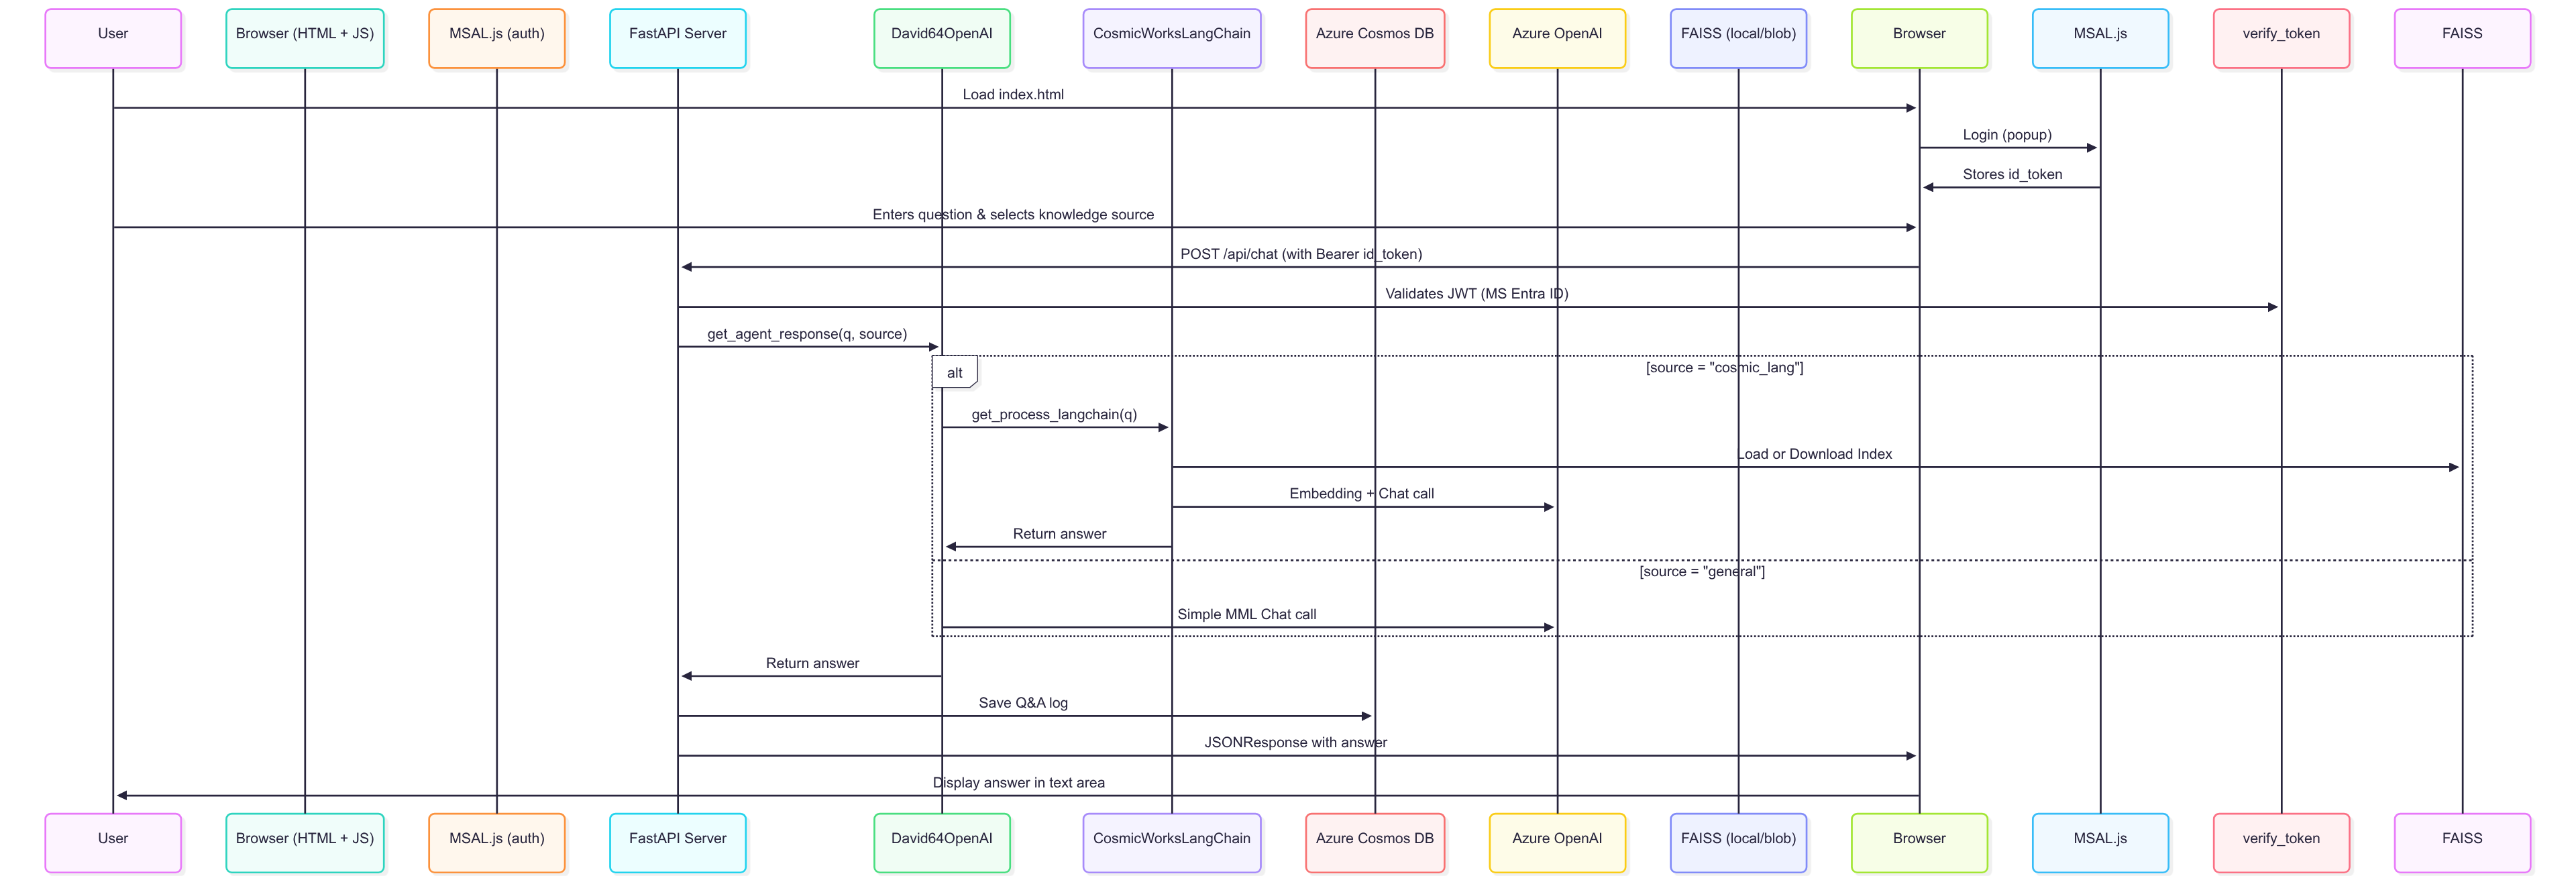 User
Browser (HTML + JS)
MSAL.js (auth)
FastAPI Server
David64OpenAI
CosmicWorksLangChain
Azure Cosmos DB
Azure OpenAI
FAISS (local/blob)
Browser
MSAL.js
verify_token
FAISS
Load index.html
Login (popup)
Stores id_token
Enters question & selects knowledge source
POST /api/chat (with Bearer id_token)
Validates JWT (MS Entra ID)
get_agent_response(q, source)
alt
[source = "cosmic_lang"]
get_process_langchain(q)
Load or Download Index
Embedding + Chat call
Return answer
[source = "general"]
Simple MML Chat call
Return answer
Save Q&A log
JSONResponse with answer
Display answer in text area
User
Browser (HTML + JS)
MSAL.js (auth)
FastAPI Server
David64OpenAI
CosmicWorksLangChain
Azure Cosmos DB
Azure OpenAI
FAISS (local/blob)
Browser
MSAL.js
verify_token
FAISS